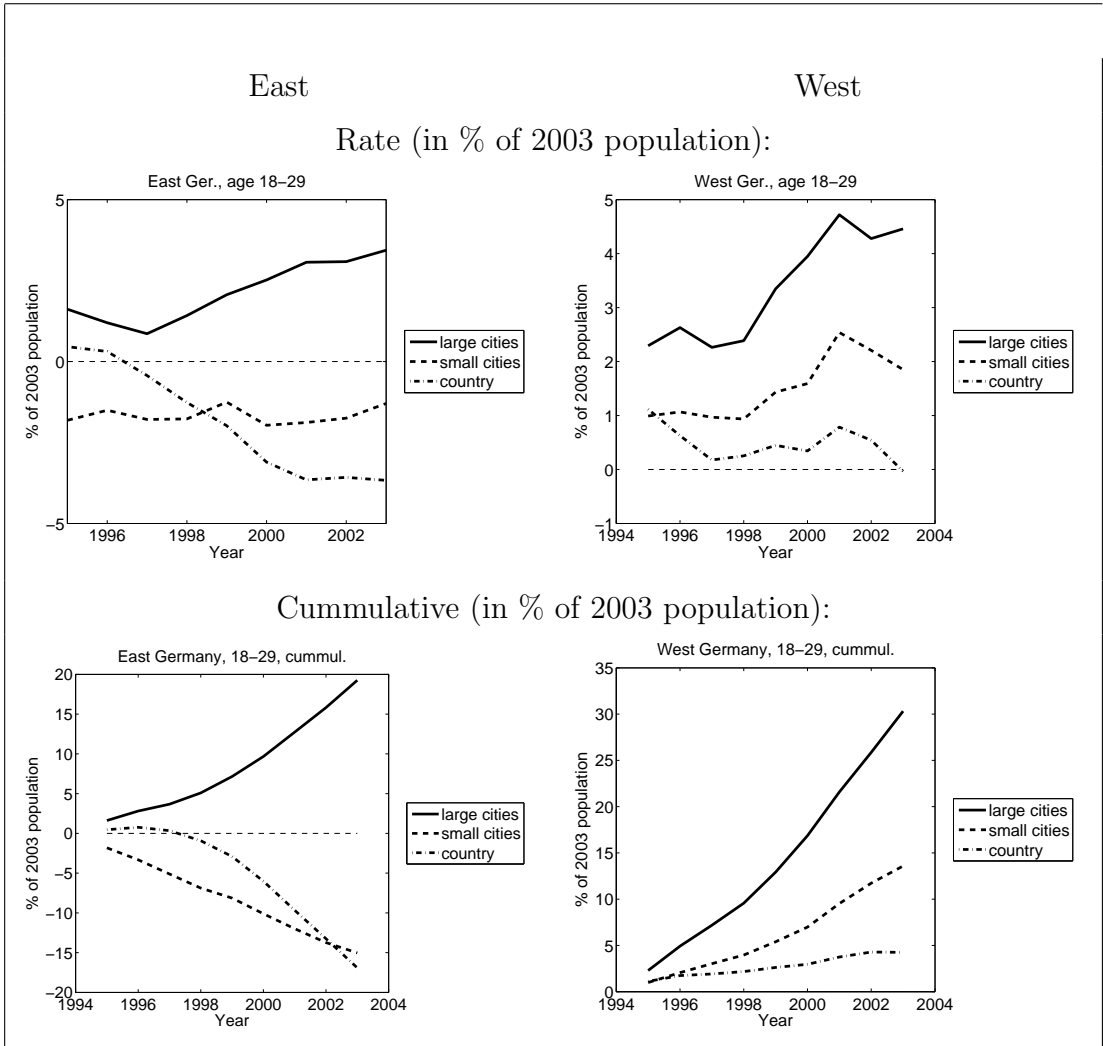 East
West
Rate (in % of 2003 population):
East Ger., age 18−29
5
0
−5
1996 1998 2000 2002
Year
% of 2003 population
large cities
small cities
country
West Ger., age 18−29
5
4
3
2
1
0
−1
1994 1996 1998 2000 2002 2004
Year
% of 2003 population
large cities
small cities
country
Cummulative (in % of 2003 population):
East Germany, 18−29, cummul.
20
15
10
5
0
−5
−10
−15
−20
1994 1996 1998 2000 2002 2004
Year
% of 2003 population
large cities
small cities
country
West Germany, 18−29, cummul.
35
30
25
20
15
10
5
0
1994 1996 1998 2000 2002 2004
Year
% of 2003 population
large cities
small cities
country